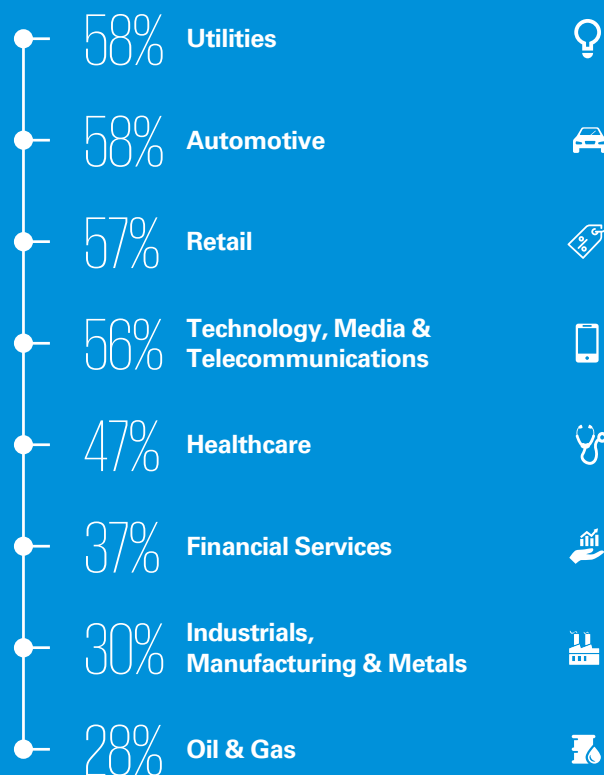 58% Utilities
58% Automotive
57% Retail
56% Technology, Media &
Telecommunications
47% Healthcare
37% Financial Services
30% Industrials,
Manufacturing & Metals
28% Oil & Gas